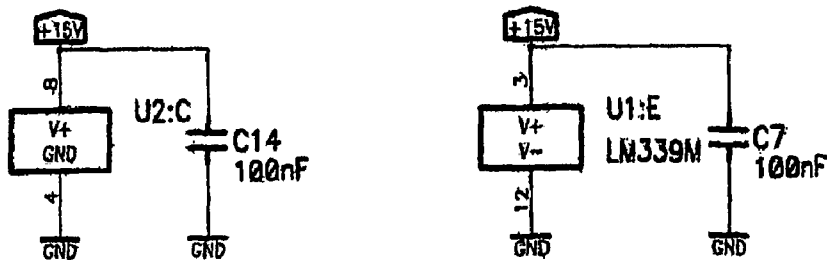 +15V
8
V+
GND
4
GND
U2:C
C14
100nF
GND
+15V
3
V+
V-
12
GND
U1:E
LM339M
C7
100nF
GND